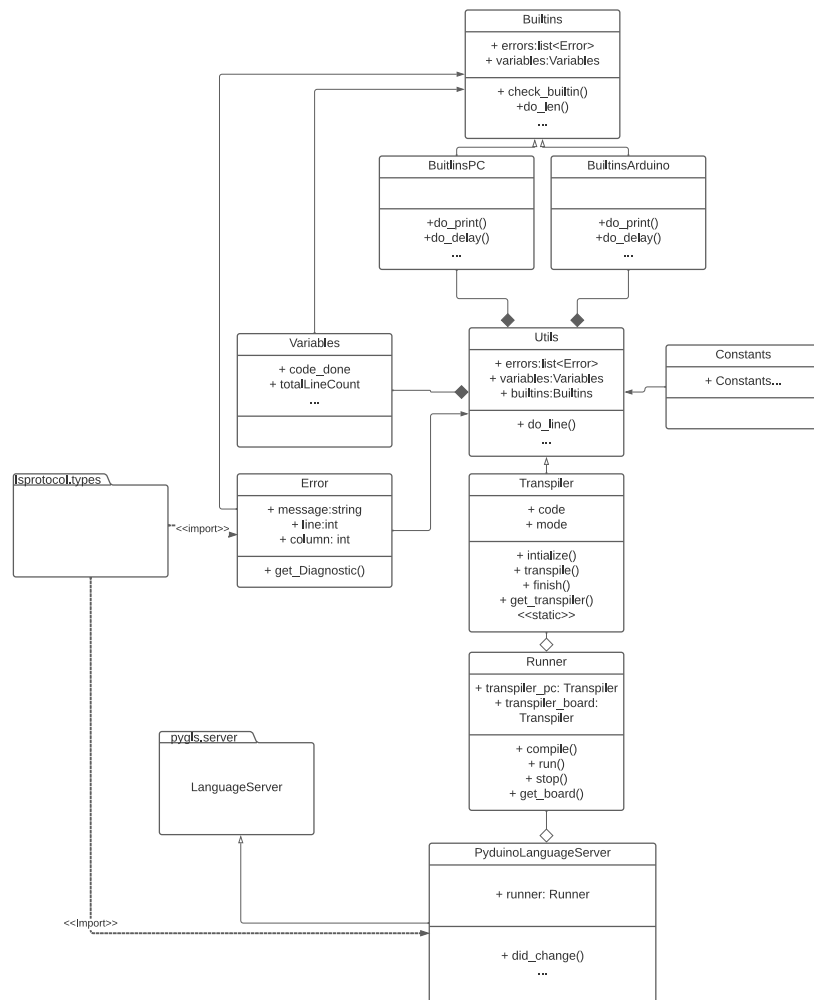 Builtins
+ errors:list<Error>
+ variables:Variables
+ check_builtin()
+do_len()
...
BuitlinsPC
+do_print()
+do_delay()
...
BuiltinsArduino
+do_print()
+do_delay()
...
Variables
+ code_done
+ totalLineCount
...
Utils
+ errors:list<Error>
+ variables:Variables
+ builtins:Builtins
+ do_line()
...
Constants
+ Constants...
lsprotocol.types
<<import>>
Error
+ message:string
+ line:int
+ column: int
+ get_Diagnostic()
Transpiler
+ code
+ mode
+ intialize()
+ transpile()
+ finish()
+ get_transpiler()
<<static>>
Runner
+ transpiler_pc: Transpiler
+ transpiler_board:
Transpiler
+ compile()
+ run()
+ stop()
+ get_board()
pygls.server
LanguageServer
PyduinoLanguageServer
+ runner: Runner
<<Import>>
+ did_change()
...